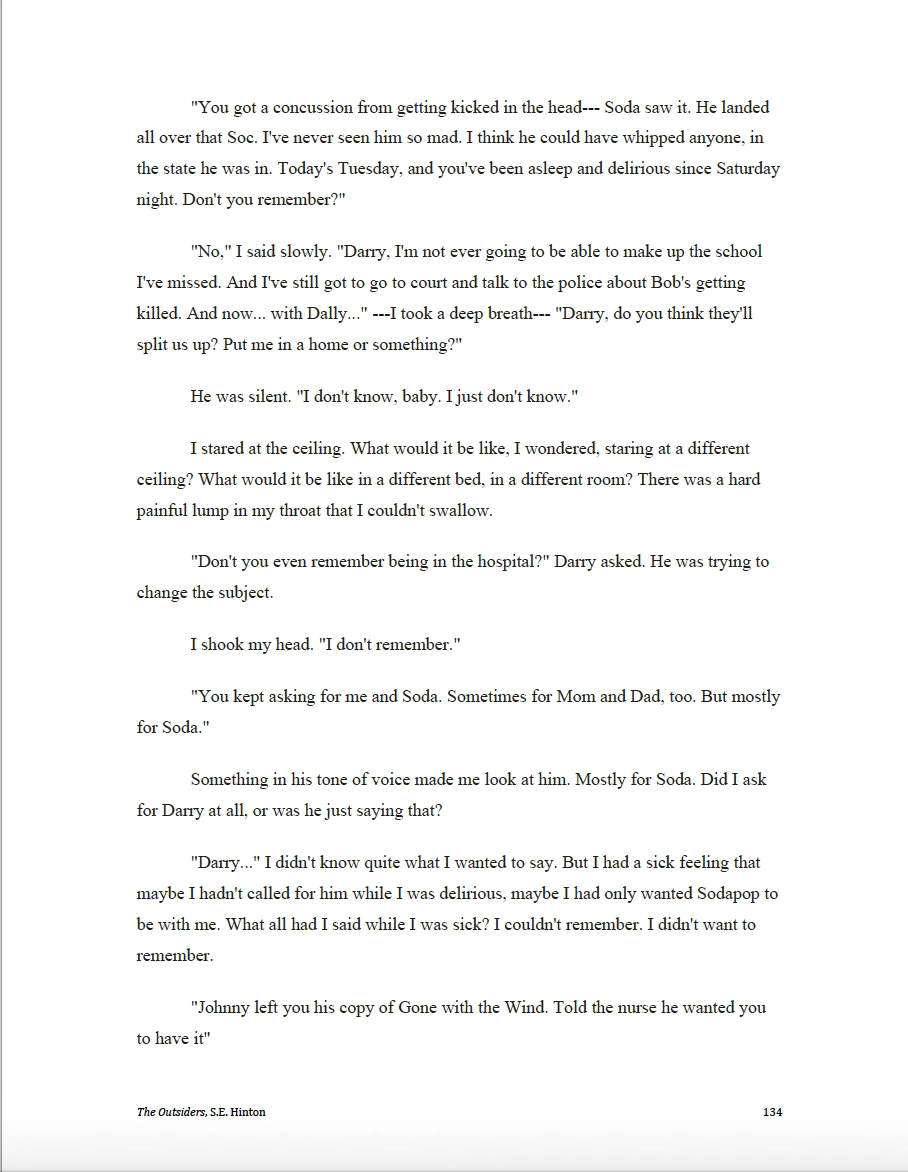 "You got a concussion from getting kicked in the head--- Soda saw it. He landed
all over that Soc. I've never seen him so mad. I think he could have whipped anyone, in
the state he was in. Today's Tuesday, and you've been asleep and delirious since Saturday
night. Don't you remember?"
"No," I said slowly. "Darry, I'm not ever going to be able to make up the school
I've missed. And I've still got to go to court and talk to the police about Bob's getting
killed. And now... with Dally..." ---I took a deep breath--- "Darry, do you think they'll
split us up? Put me in a home or something?"
He was silent. "I don't know, baby. I just don't know."
I stared at the ceiling. What would it be like, I wondered, staring at a different
ceiling? What would it be like in a different bed, in a different room? There was a hard
painful lump in my throat that I couldn't swallow.
"Don't you even remember being in the hospital?" Darry asked. He was trying to
change the subject.
I shook my head. "I don't remember."
"You kept asking for me and Soda. Sometimes for Mom and Dad, too. But mostly
for Soda."
Something in his tone of voice made me look at him. Mostly for Soda. Did I ask
for Darry at all, or was he just saying that?
"Darry..." I didn't know quite what I wanted to say. But I had a sick feeling that
maybe I hadn't called for him while I was delirious, maybe I had only wanted Sodapop to
be with me. What all had I said while I was sick? I couldn't remember. I didn't want to
remember.
"Johnny left you his copy of Gone with the Wind. Told the nurse he wanted you
to have it"
The Outsiders, S.E. Hinton 134